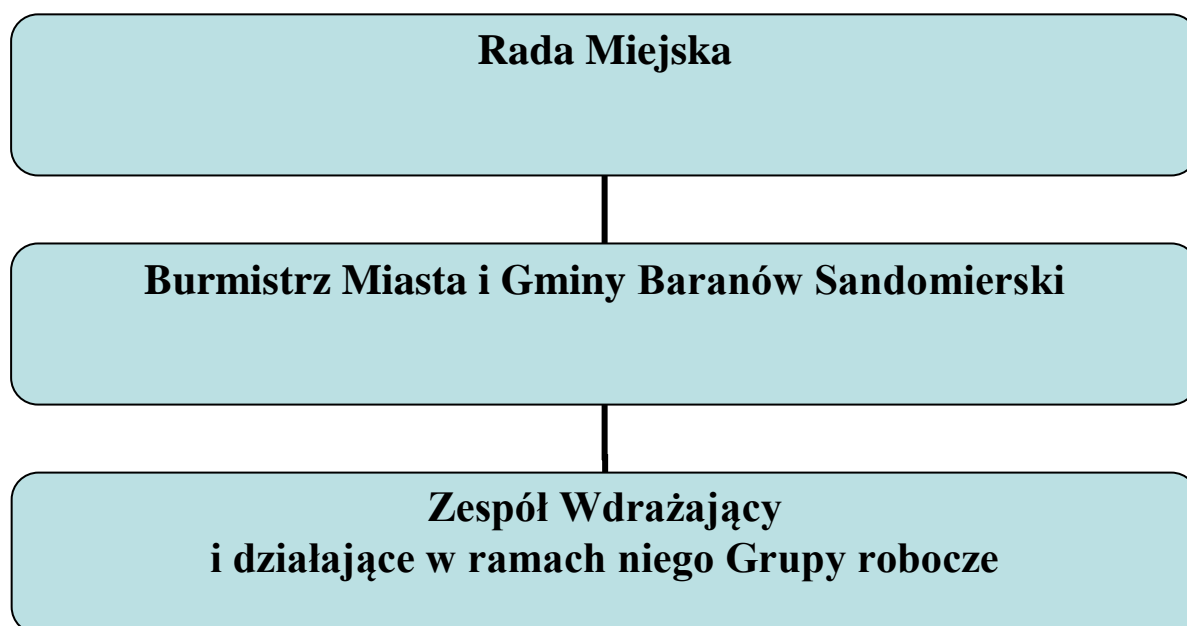 Rada Miejska
Burmistrz Miasta i Gminy Baranów Sandomierski
Zespół Wdrażający
i działające w ramach niego Grupy robocze